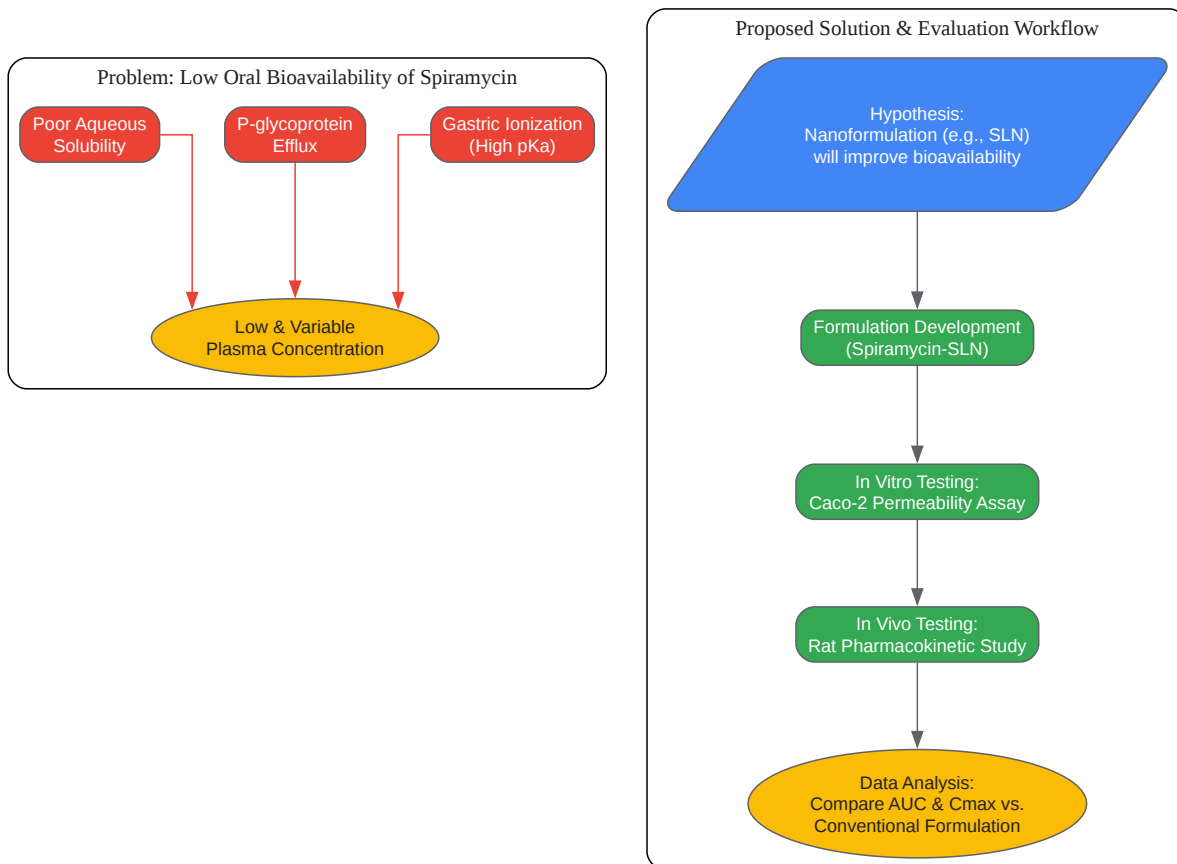 Problem: Low Oral Bioavailability of Spiramycin
Poor Aqueous
Solubility
P-glycoprotein
Efflux
Gastric Ionization
(High pKa)
Low & Variable
Plasma Concentration
Proposed Solution & Evaluation Workflow
Hypothesis:
Nanoformulation (e.g., SLN)
will improve bioavailability
Formulation Development
(Spiramycin-SLN)
In Vitro Testing:
Caco-2 Permeability Assay
In Vivo Testing:
Rat Pharmacokinetic Study
Data Analysis:
Compare AUC & Cmax vs.
Conventional Formulation